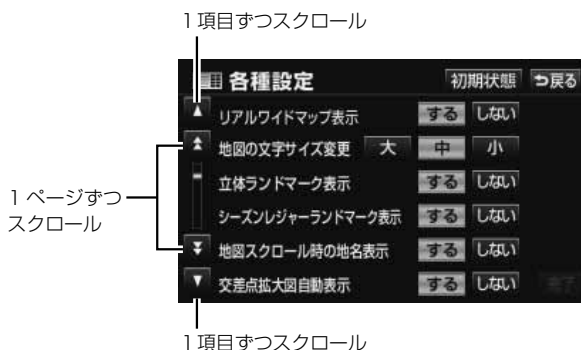 1項目ずつスクロール
各種設定 初期状態 戻る
リアルワイドマップ表示 する しない
地図の文字サイズ変更 大 中 小
立体ランドマーク表示 する しない
シーズンレジャーランドマーク表示 する しない
地図スクロール時の地名表示 する しない
交差点拡大図自動表示 する しない 完了
1ページずつ
スクロール
1項目ずつスクロール